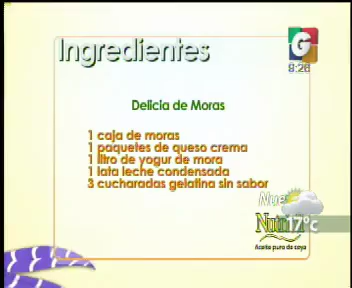 Ingredientes
G
8:26
Delicia de Moras
1 caja de moras
1 paquetes de queso crema
1 litro de yogur de mora
1 lata leche condensada
3 cucharadas gelatina sin sabor
17°c
Aceite puro de soya